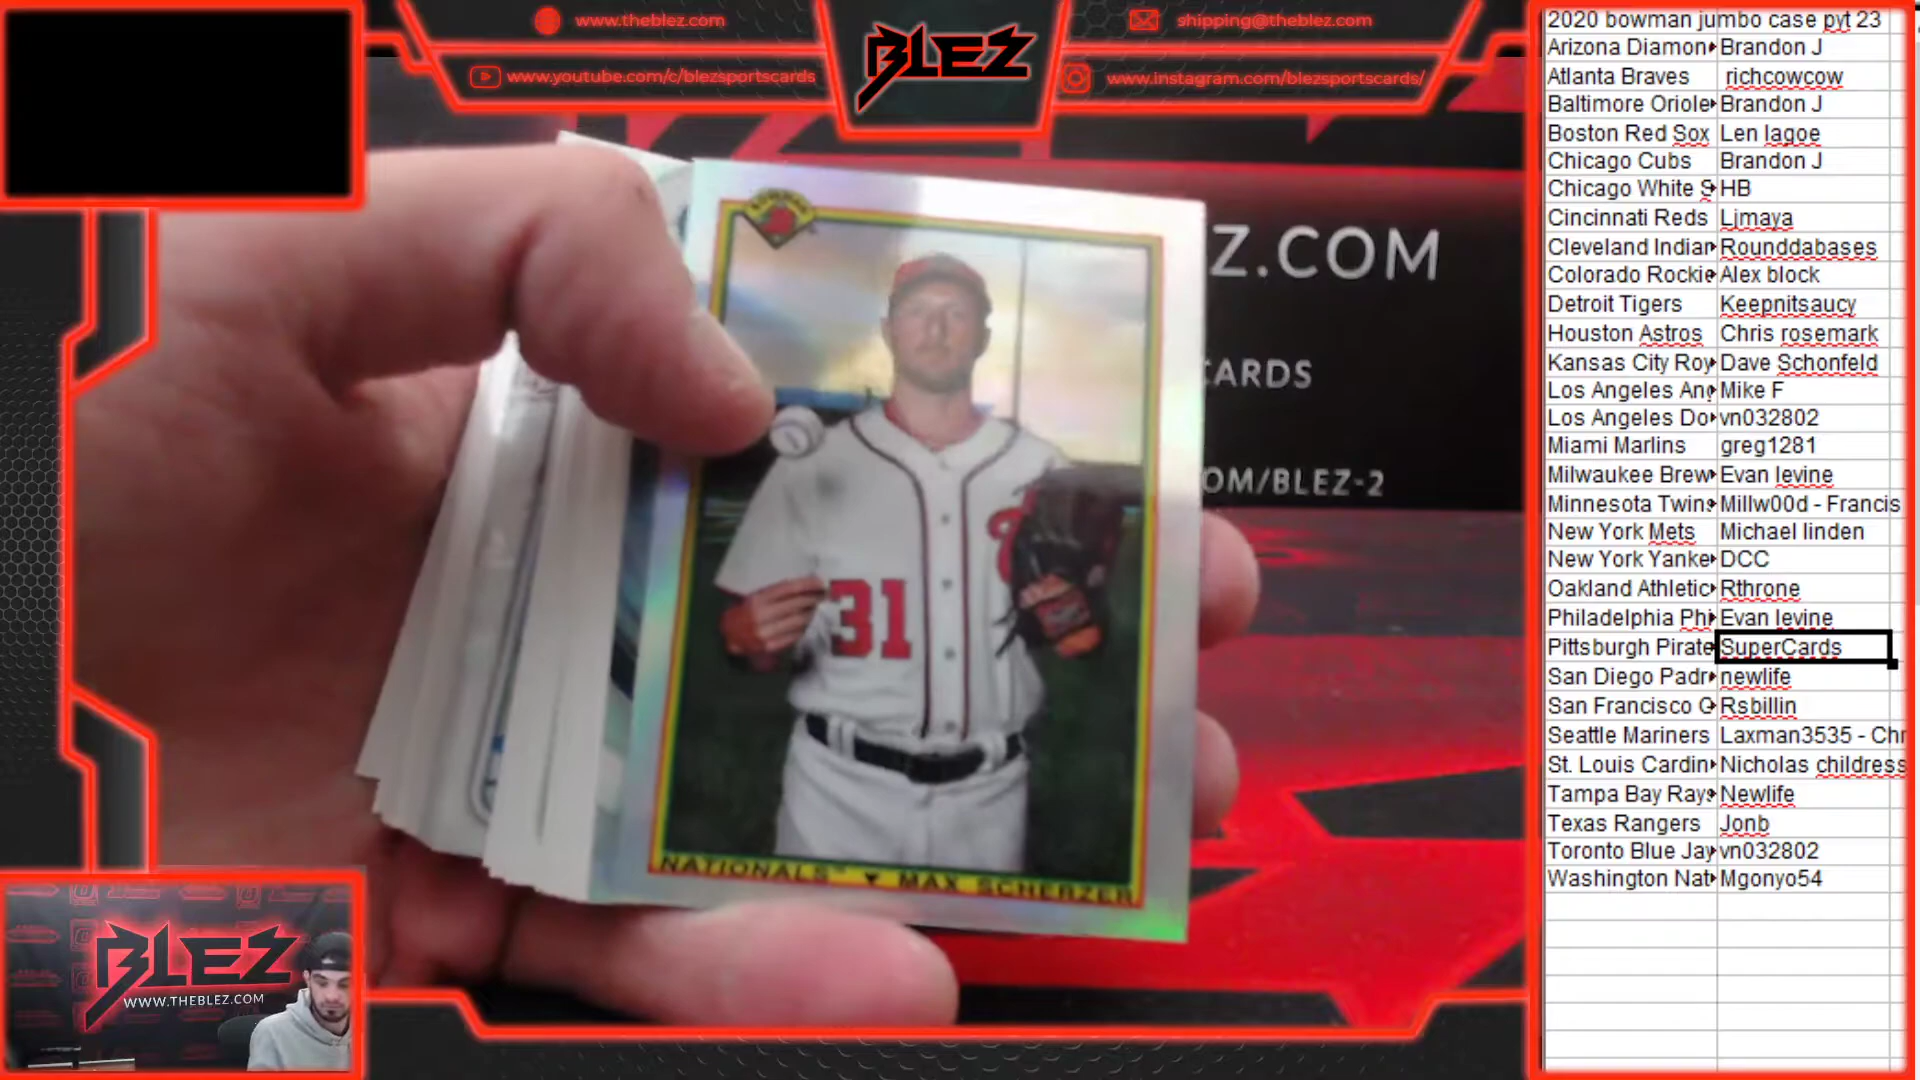 www.theblez.com
shipping@theblez.com
BLEZ
www.youtube.com/c/blezsportscards
www.instagram.com/blezsportscards/
BOWMAN
Z.COM
CARDS
OM/BLEZ-2
31
NATIONALS ▼ MAX SCHERZER
BLEZ
WWW.THEBLEZ.COM
2020 bowman jumbo case pyt 23
Arizona Diamon Brandon J
Atlanta Braves richcowcow
Baltimore Oriole Brandon J
Boston Red Sox Len lagoe
Chicago Cubs Brandon J
Chicago White S HB
Cincinnati Reds Ljmaya
Cleveland Indian Rounddabases
Colorado Rockie Alex block
Detroit Tigers Keepnitsaucy
Houston Astros Chris rosemark
Kansas City Roy Dave Schonfeld
Los Angeles Ang Mike F
Los Angeles Do vn032802
Miami Marlins greg1281
Milwaukee Brew Evan levine
Minnesota Twins Millw00d - Francis
New York Mets Michael linden
New York Yanke DCC
Oakland Athletic Rthrone
Philadelphia Phi Evan levine
Pittsburgh Pirate SuperCards
San Diego Padr newlife
San Francisco G Rsbillin
Seattle Mariners Laxman3535 - Chr
St. Louis Cardin Nicholas childress
Tampa Bay Rays Newlife
Texas Rangers Jonb
Toronto Blue Jay vn032802
Washington Nat Mgonyo54